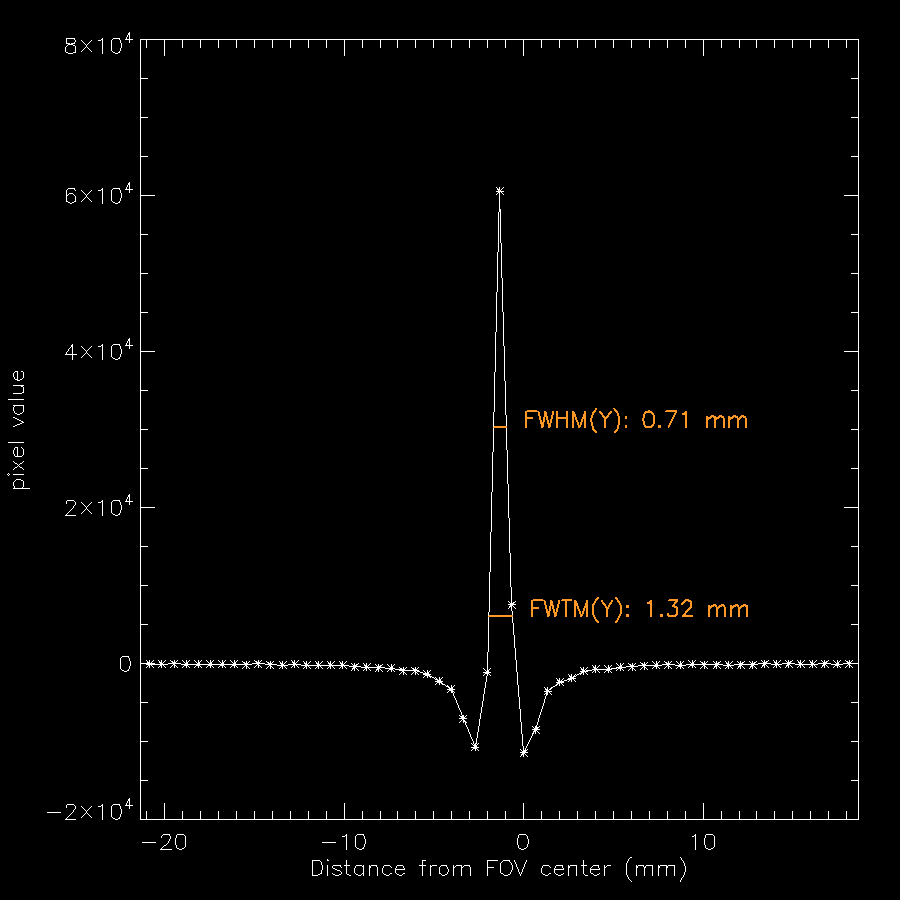 8×10⁴
6×10⁴
4×10⁴
2×10⁴
0
−2×10⁴
pixel value
FWHM(Y): 0.71 mm
FWTM(Y): 1.32 mm
−20 −10 0 10
Distance from FOV center (mm)